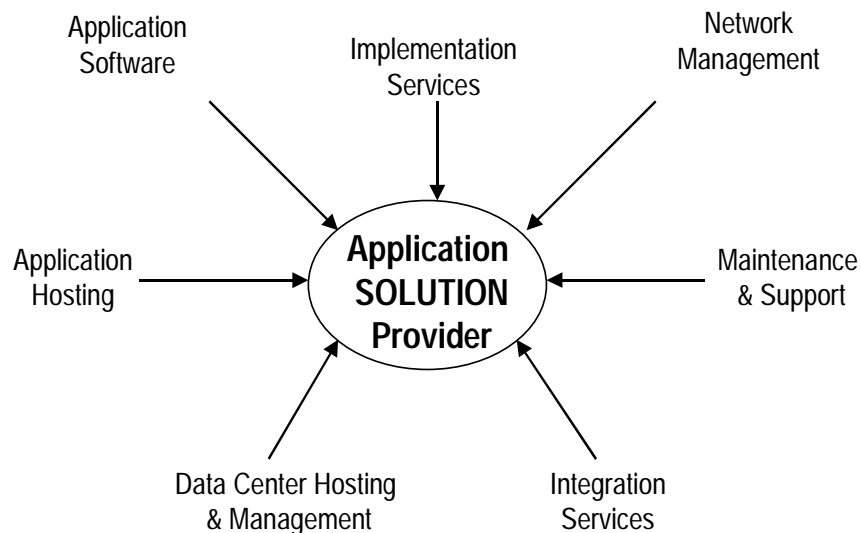 Application
Software
Implementation
Services
Network
Management
Application
Hosting
Application
SOLUTION
Provider
Maintenance
& Support
Data Center Hosting
& Management
Integration
Services